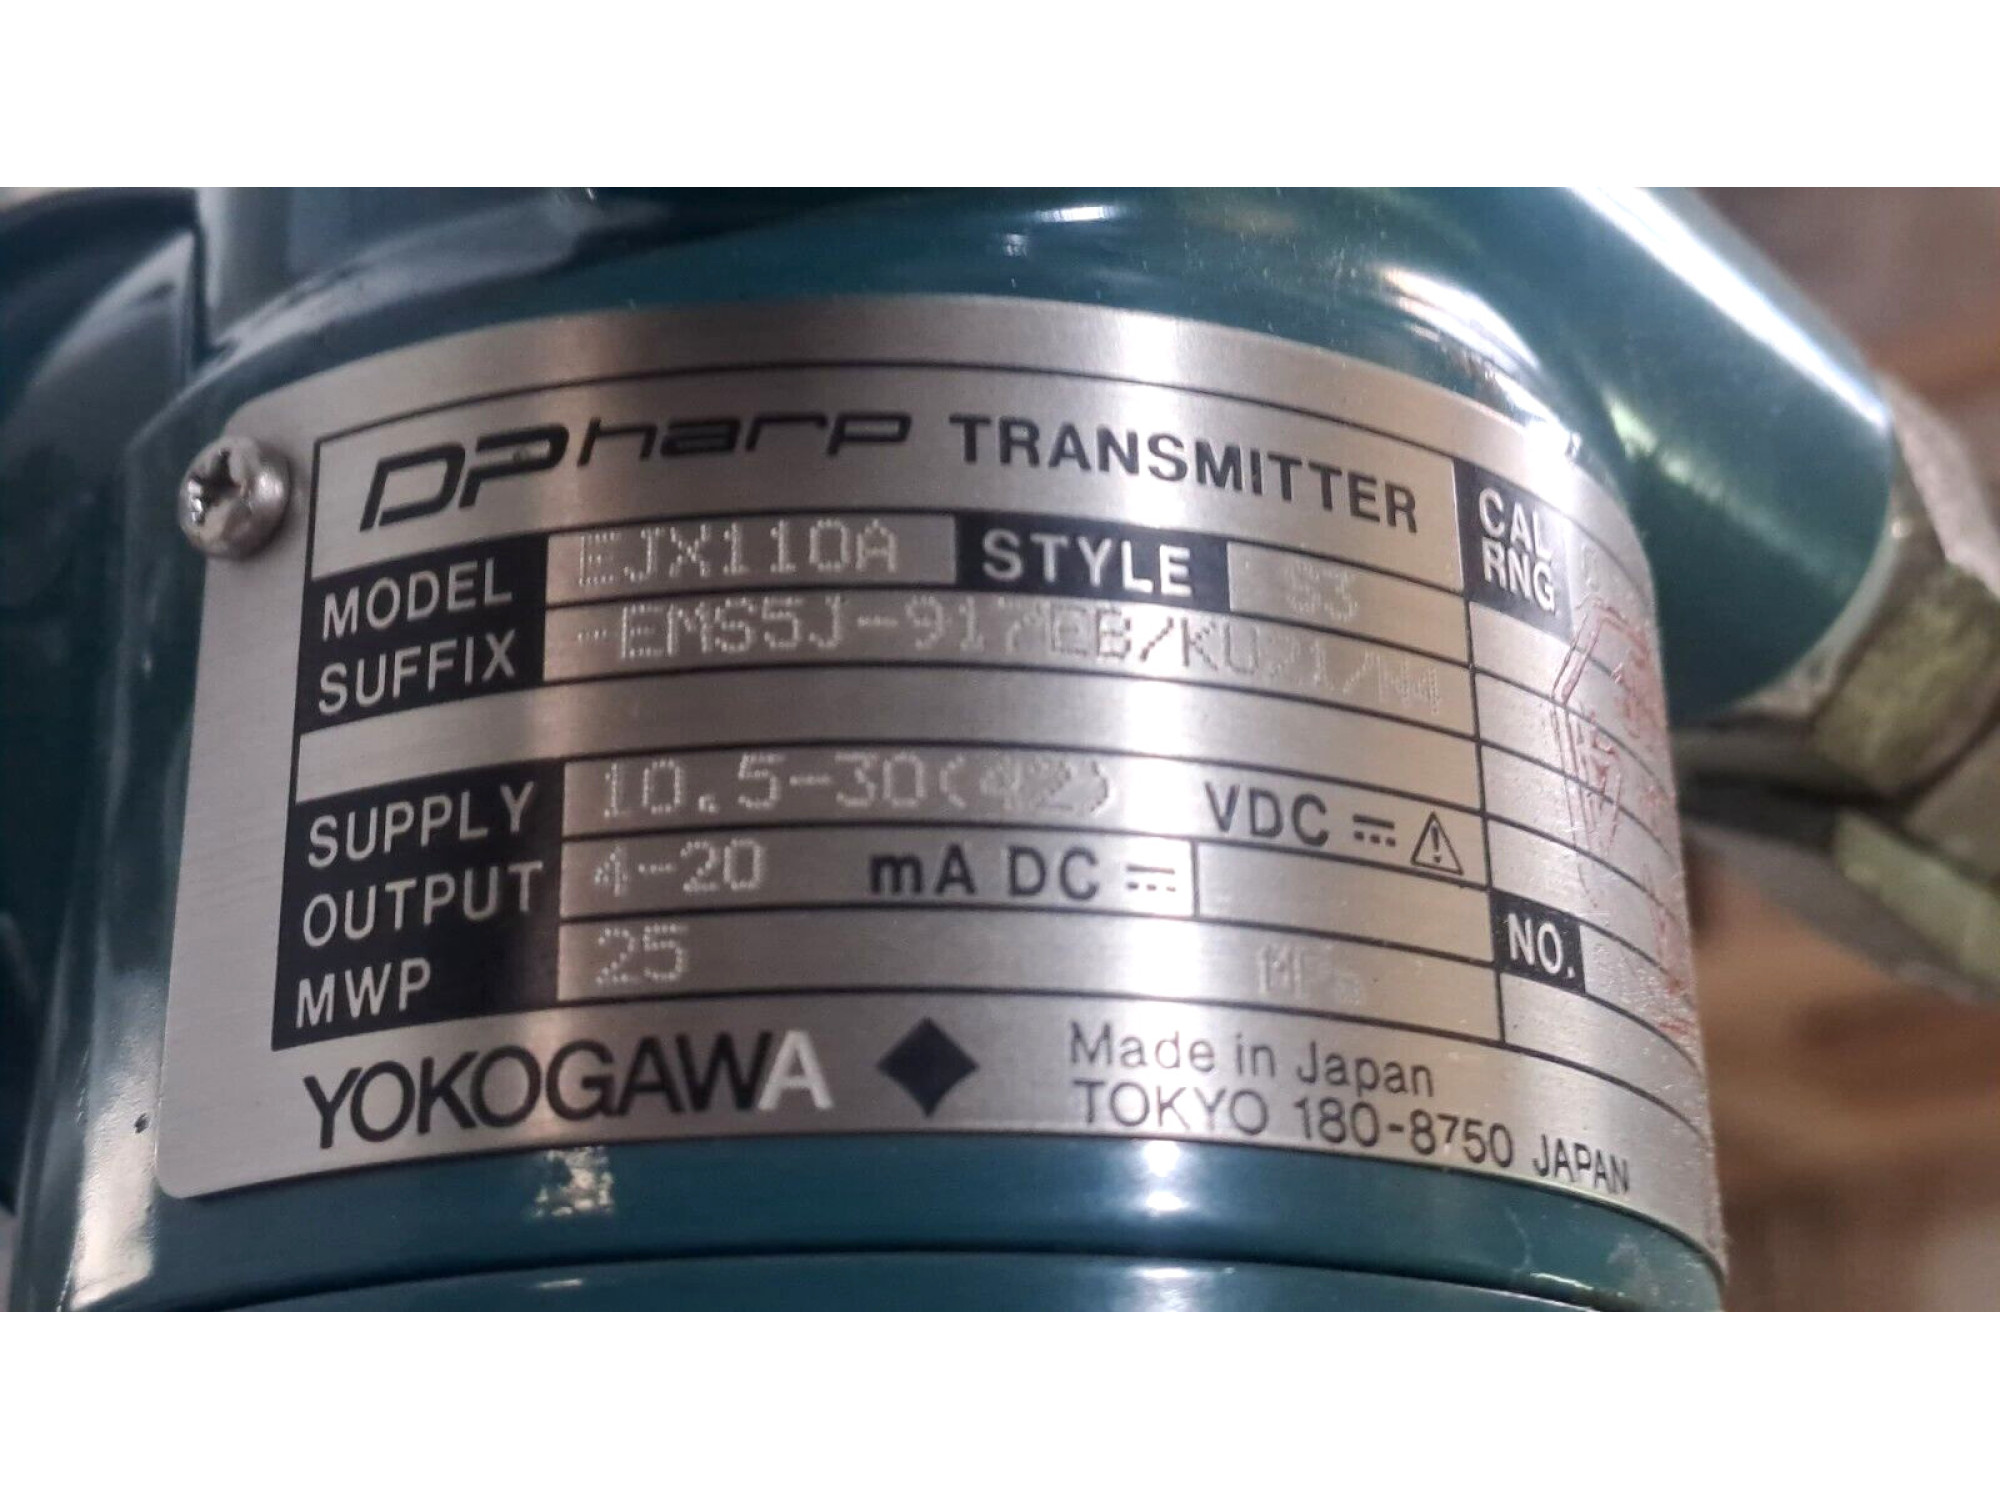 DPharp TRANSMITTER
CAL
RNG
MODEL EJX110A STYLE S3
SUFFIX -EMS5J-917EB/KU21/N4
SUPPLY 10.5-30(42) VDC ⎓ ⚠
OUTPUT 4-20 mA DC ⎓
NO.
MWP 25 MPa
YOKOGAWA ◆
Made in Japan
TOKYO 180-8750 JAPAN